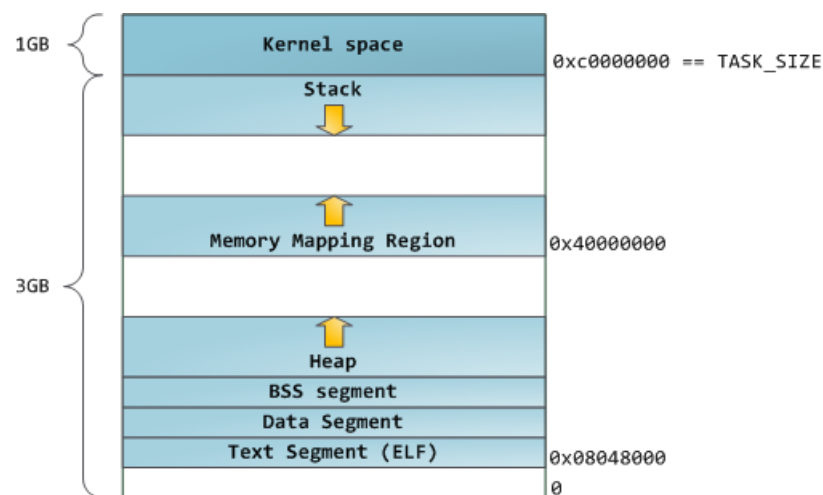 1GB
Kernel space
0xc0000000 == TASK_SIZE
Stack
Memory Mapping Region
0x40000000
3GB
Heap
BSS segment
Data Segment
Text Segment (ELF)
0x08048000
0